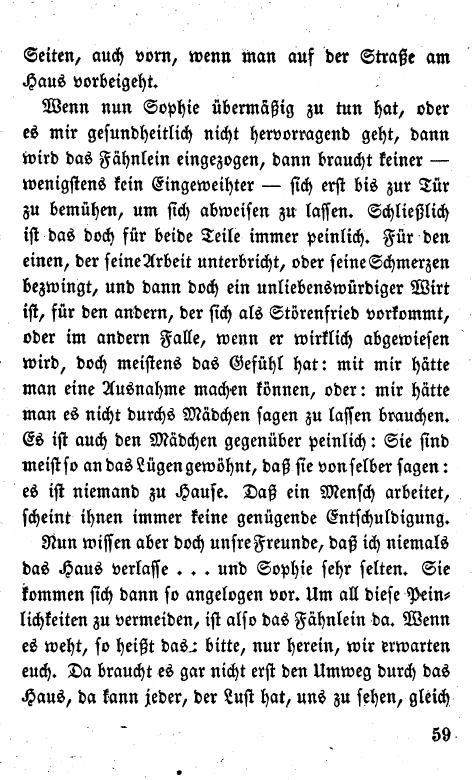 Seiten, auch vorn, wenn man auf der Straße am
Haus vorbeigeht.
Wenn nun Sophie übermäßig zu tun hat, oder
es mir gesundheitlich nicht hervorragend geht, dann
wird das Fähnlein eingezogen, dann braucht keiner —
wenigstens kein Eingeweihter — sich erst bis zur Tür
zu bemühen, um sich abweisen zu lassen. Schließlich
ist das doch für beide Teile immer peinlich. Für den
einen, der seine Arbeit unterbricht, oder seine Schmerzen
bezwingt, und dann doch ein unliebenswürdiger Wirt
ist, für den andern, der sich als Störenfried vorkommt,
oder im andern Falle, wenn er wirklich abgewiesen
wird, doch meistens das Gefühl hat: mit mir hätte
man eine Ausnahme machen können, oder: mir hätte
man es nicht durchs Mädchen sagen zu lassen brauchen.
Es ist auch den Mädchen gegenüber peinlich: Sie sind
meist so an das Lügen gewöhnt, daß sie von selber sagen:
es ist niemand zu Hause. Daß ein Mensch arbeitet,
scheint ihnen immer keine genügende Entschuldigung.
Nun wissen aber doch unsre Freunde, daß ich niemals
das Haus verlasse . . . und Sophie sehr selten. Sie
kommen sich dann so angelogen vor. Um all diese Pein-
lichkeiten zu vermeiden, ist also das Fähnlein da. Wenn
es weht, so heißt das: bitte, nur herein, wir erwarten
euch. Da braucht es gar nicht erst den Umweg durch das
Haus, da kann jeder, der Lust hat, uns zu sehen, gleich
59